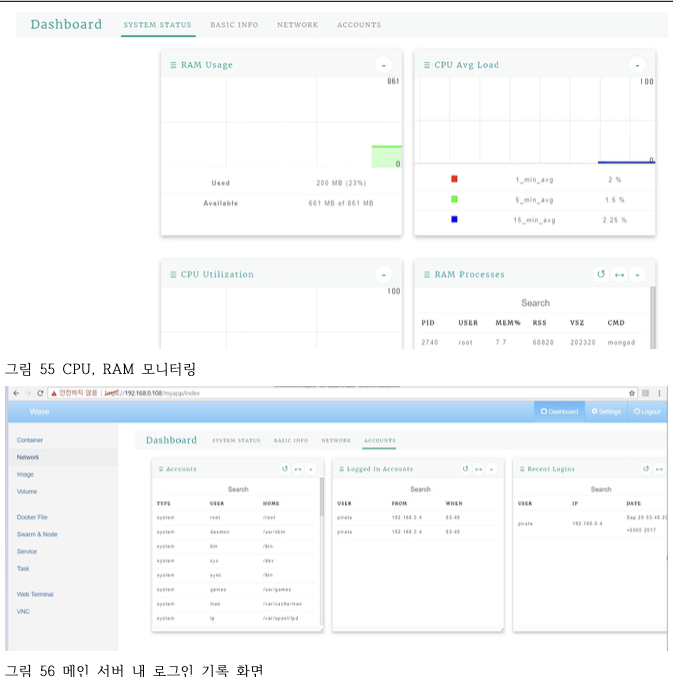 Dashboard SYSTEM STATUS BASIC INFO NETWORK ACCOUNTS
☰ RAM Usage -
861
0
Used 200 MB (23%)
Available 661 MB of 861 MB
☰ CPU Avg Load -
100
0
1_min_avg 2 %
5_min_avg 1.5 %
15_min_avg 2.25 %
☰ CPU Utilization -
100
☰ RAM Processes -
Search
PID USER MEM% RSS VSZ CMD
2740 root 7.7 68828 202320 mongod
그림 55 CPU, RAM 모니터링
안전하지 않음 | https://192.168.0.108/myapp/index
Wave Dashboard Settings Logout
Container
Network
Image
Volume
Docker File
Swarm & Node
Service
Task
Web Terminal
VNC
Dashboard SYSTEM STATUS BASIC INFO NETWORK ACCOUNTS
☰ Accounts
Search
TYPE USER HOME
system root /root
system daemon /usr/sbin
system bin /bin
system sys /dev
system sync /bin
system games /usr/games
system man /var/cache/man
system lp /var/spool/lpd
☰ Logged In Accounts
Search
USER FROM WHEN
pirate 192.168.0.4 03:46
pirate 192.168.0.4 03:46
☰ Recent Logins
Search
USER IP DATE
pirate 192.168.0.4 Sep 25 03:46:20
+0000 2017
그림 56 메인 서버 내 로그인 기록 화면